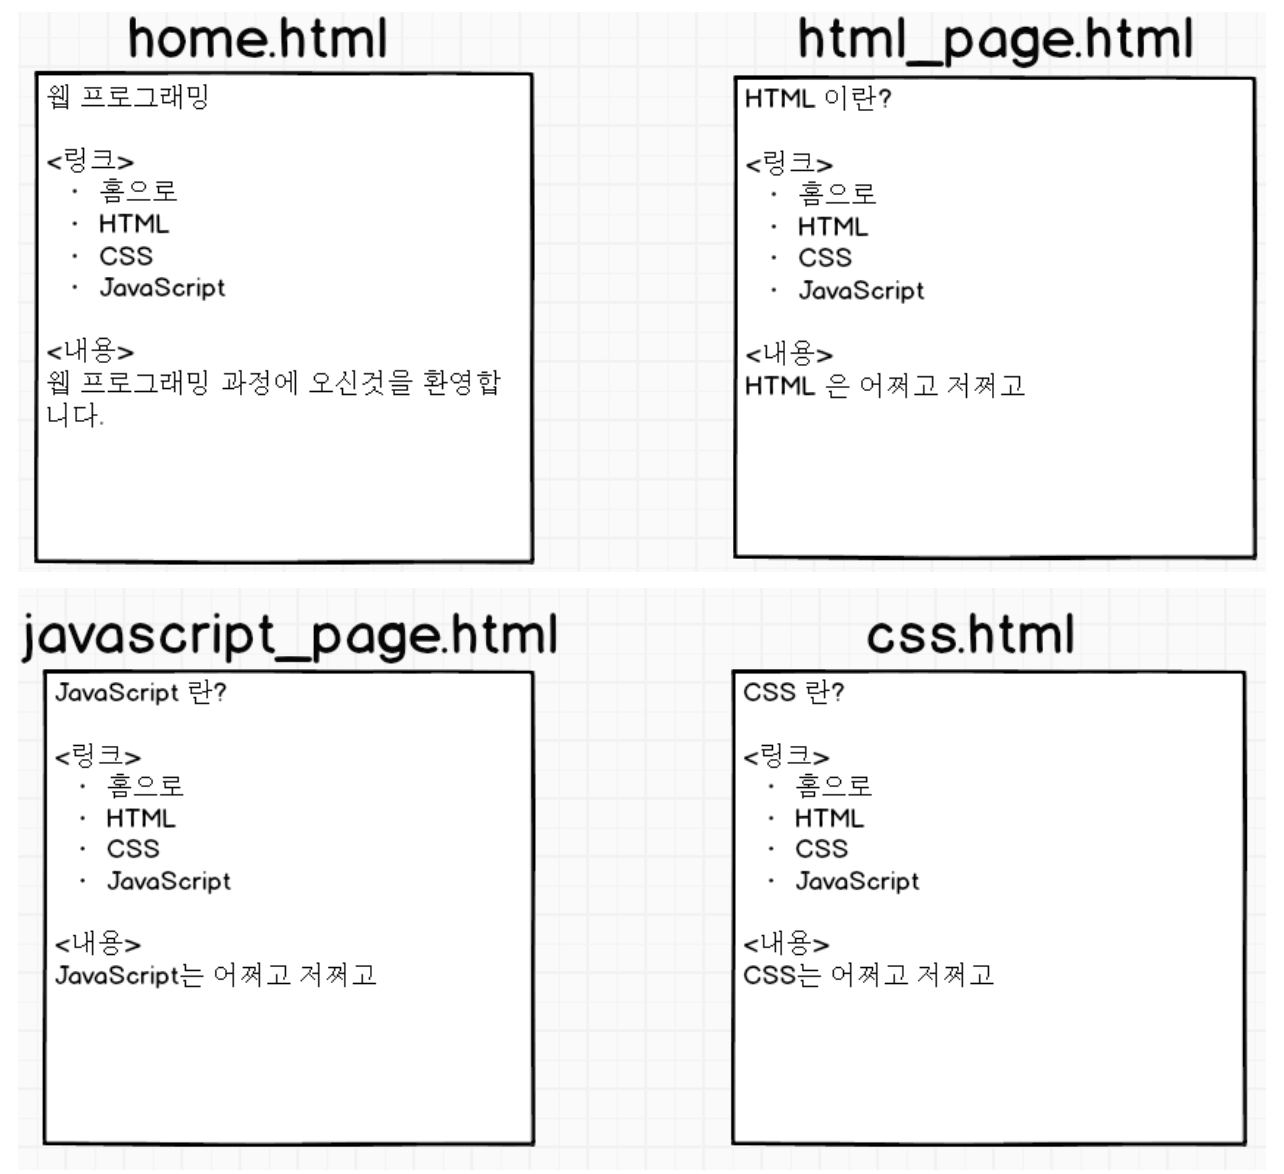 home.html
웹 프로그래밍
<링크>
· 홈으로
· HTML
· CSS
· JavaScript
<내용>
웹 프로그래밍 과정에 오신것을 환영합
니다.
html_page.html
HTML 이란?
<링크>
· 홈으로
· HTML
· CSS
· JavaScript
<내용>
HTML 은 어쩌고 저쩌고
javascript_page.html
JavaScript 란?
<링크>
· 홈으로
· HTML
· CSS
· JavaScript
<내용>
JavaScript는 어쩌고 저쩌고
css.html
CSS 란?
<링크>
· 홈으로
· HTML
· CSS
· JavaScript
<내용>
CSS는 어쩌고 저쩌고